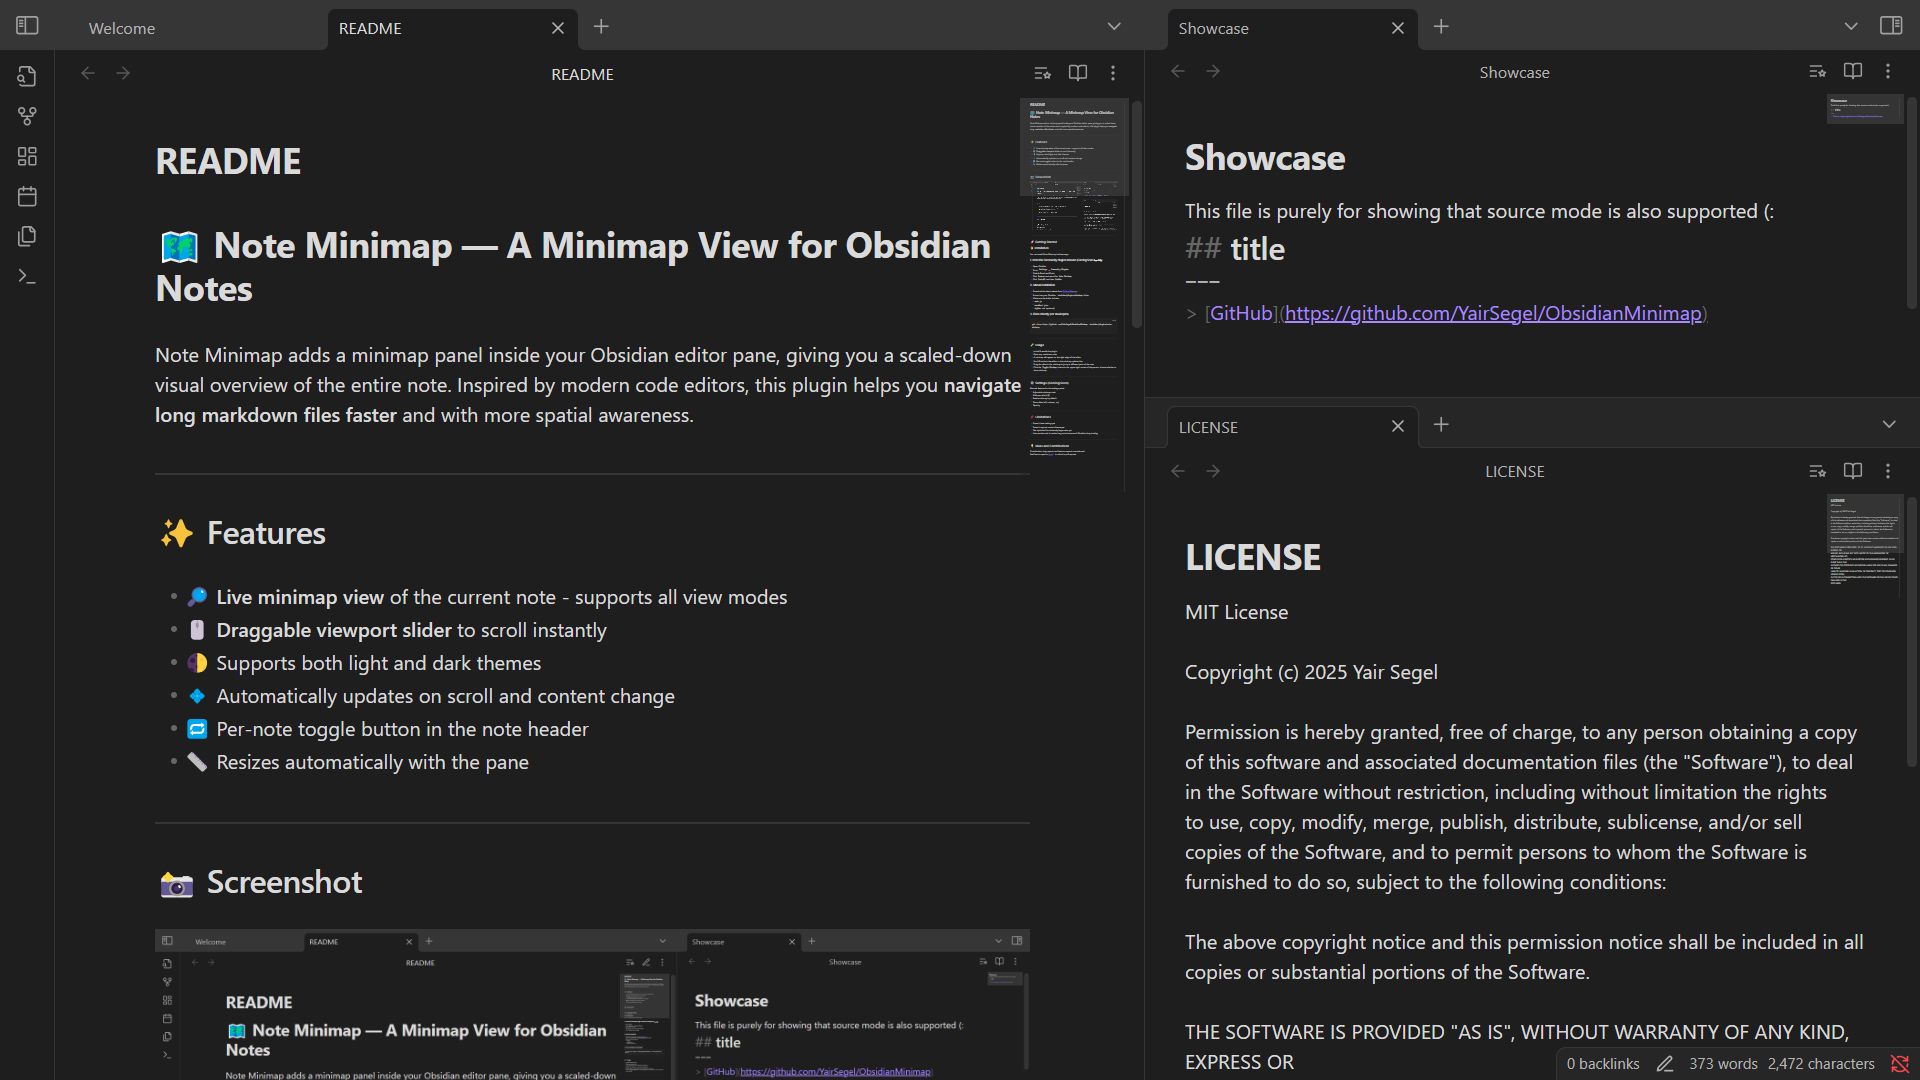 Welcome
README
README
README
🗺️ Note Minimap — A Minimap View for Obsidian
Notes
Note Minimap adds a minimap panel inside your Obsidian editor pane, giving you a scaled-down
visual overview of the entire note. Inspired by modern code editors, this plugin helps you navigate
long markdown files faster and with more spatial awareness.
✨ Features
• 🔎 Live minimap view of the current note - supports all view modes
• 🖱️ Draggable viewport slider to scroll instantly
• 🌓 Supports both light and dark themes
• 💠 Automatically updates on scroll and content change
• 🔁 Per-note toggle button in the note header
• 📏 Resizes automatically with the pane
📸 Screenshot
Welcome
README
Showcase
README
Showcase
README
🗺️ Note Minimap — A Minimap View for Obsidian
Notes
Note Minimap adds a minimap panel inside your Obsidian editor pane, giving you a scaled-down
Showcase
This file is purely for showing that source mode is also supported (:
## title
---
> [GitHub](https://github.com/YairSegel/ObsidianMinimap)
Showcase
Showcase
Showcase
This file is purely for showing that source mode is also supported (:
## title
---
> [GitHub](https://github.com/YairSegel/ObsidianMinimap)
LICENSE
LICENSE
LICENSE
MIT License
Copyright (c) 2025 Yair Segel
Permission is hereby granted, free of charge, to any person obtaining a copy
of this software and associated documentation files (the "Software"), to deal
in the Software without restriction, including without limitation the rights
to use, copy, modify, merge, publish, distribute, sublicense, and/or sell
copies of the Software, and to permit persons to whom the Software is
furnished to do so, subject to the following conditions:
The above copyright notice and this permission notice shall be included in all
copies or substantial portions of the Software.
THE SOFTWARE IS PROVIDED "AS IS", WITHOUT WARRANTY OF ANY KIND,
EXPRESS OR
0 backlinks
373 words
2,472 characters